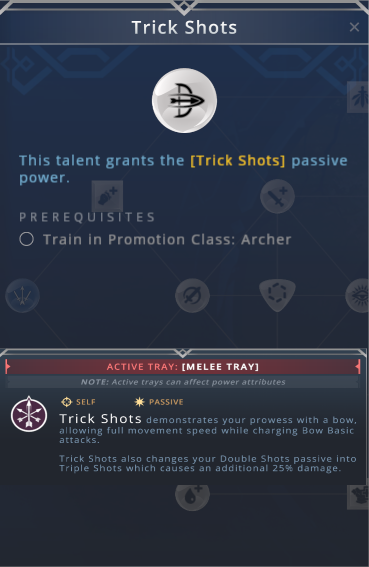 Trick Shots
This talent grants the [Trick Shots] passive
power.
PREREQUISITES
Train in Promotion Class: Archer
ACTIVE TRAY: [MELEE TRAY]
NOTE: Active trays can affect power attributes
SELF PASSIVE
Trick Shots demonstrates your prowess with a bow,
allowing full movement speed while charging Bow Basic
attacks.
Trick Shots also changes your Double Shots passive into
Triple Shots which causes an additional 25% damage.